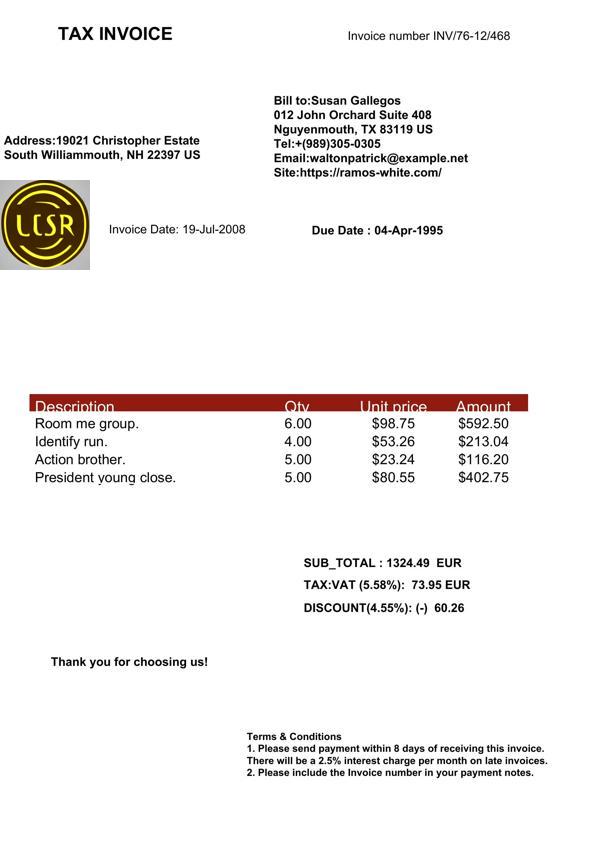 TAX INVOICE
Invoice number INV/76-12/468
Bill to:Susan Gallegos
012 John Orchard Suite 408
Nguyenmouth, TX 83119 US
Tel:+(989)305-0305
Email:waltonpatrick@example.net
Site:https://ramos-white.com/
Address:19021 Christopher Estate
South Williammouth, NH 22397 US
LCSR
Invoice Date: 19-Jul-2008
Due Date : 04-Apr-1995
Description Qty Unit price Amount
Room me group. 6.00 $98.75 $592.50
Identify run. 4.00 $53.26 $213.04
Action brother. 5.00 $23.24 $116.20
President young close. 5.00 $80.55 $402.75
SUB_TOTAL : 1324.49 EUR
TAX:VAT (5.58%): 73.95 EUR
DISCOUNT(4.55%): (-) 60.26
Thank you for choosing us!
Terms & Conditions
1. Please send payment within 8 days of receiving this invoice.
There will be a 2.5% interest charge per month on late invoices.
2. Please include the Invoice number in your payment notes.